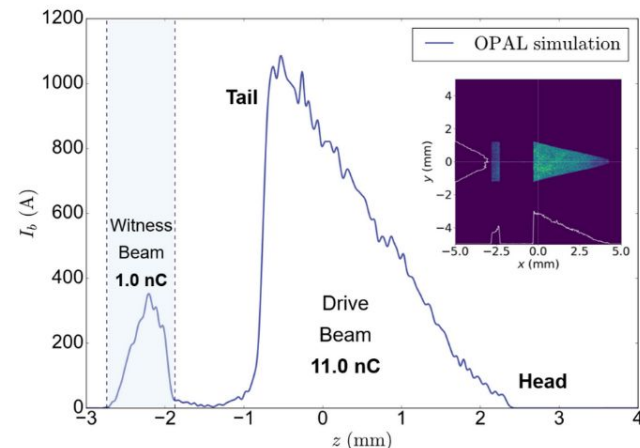 1200
1000
800
600
400
200
0
I_b (A)
−3
−2
−1
0
1
2
3
4
z (mm)
OPAL simulation
Tail
Witness
Beam
1.0 nC
Drive
Beam
11.0 nC
Head
4
2
0
−2
−4
y (mm)
−5.0
−2.5
0.0
2.5
5.0
x (mm)